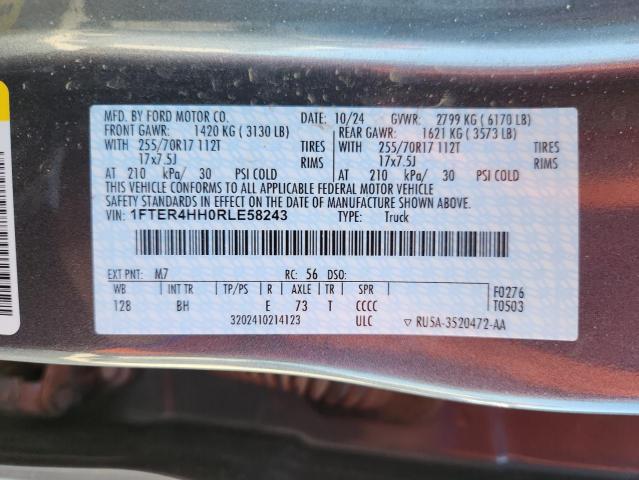 MFD. BY FORD MOTOR CO. 10/24 GVWR: 2799 KG ( 6170 LB)
FRONT GAWR: 1420 KG ( 3130 LB) REAR GAWR: 1621 KG ( 3573 LB)
WITH 255/70R17 112T TIRES WITH 255/70R17 112T TIRES
17x7.5J RIMS 17x7.5J RIMS
AT 210 kPa/ 30 PSI COLD AT 210 kPa/ 30 PSI COLD
THIS VEHICLE CONFORMS TO ALL APPLICABLE FEDERAL MOTOR VEHICLE
SAFETY STANDARDS IN EFFECT ON THE DATE OF MANUFACTURE SHOWN ABOVE.
VIN: 1FTER4HH0RLE58243 TYPE: Truck
EXT PNT: M7 RC: 56 DSO:
WB INT TR TP/PS R AXLE TR SPR F0276
128 BH E 73 T CCCC T0503
3202410214123 ULC ▽ RU5A-3520472-AA